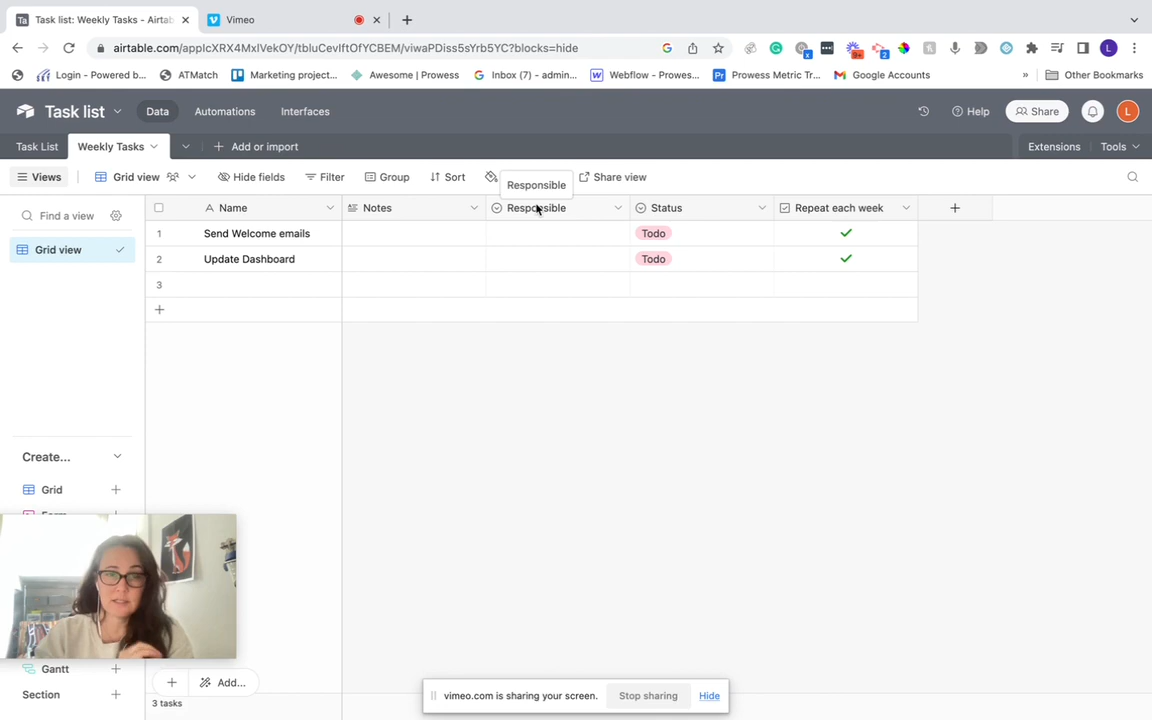 Task list: Weekly Tasks - Airtab
Vimeo
airtable.com/appIcXRX4MxlVekOY/tbluCevIftOfYCBEM/viwaPDiss5sYrb5YC?blocks=hide
Login - Powered b...
ATMatch
Marketing project...
Awesome | Prowess
Inbox (7) - admin...
Webflow - Prowes...
Prowess Metric Tr...
Google Accounts
»
Other Bookmarks
Task list
Data
Automations
Interfaces
Help
Share
L
Task List
Weekly Tasks
Add or import
Extensions
Tools
Views
Grid view
Hide fields
Filter
Group
Sort
Responsible
Share view
Find a view
Name
Notes
Responsible
Status
Repeat each week
1
Send Welcome emails
Todo
Grid view
2
Update Dashboard
Todo
3
Create...
Grid
Gantt
Section
Add...
3 tasks
vimeo.com is sharing your screen.
Stop sharing
Hide